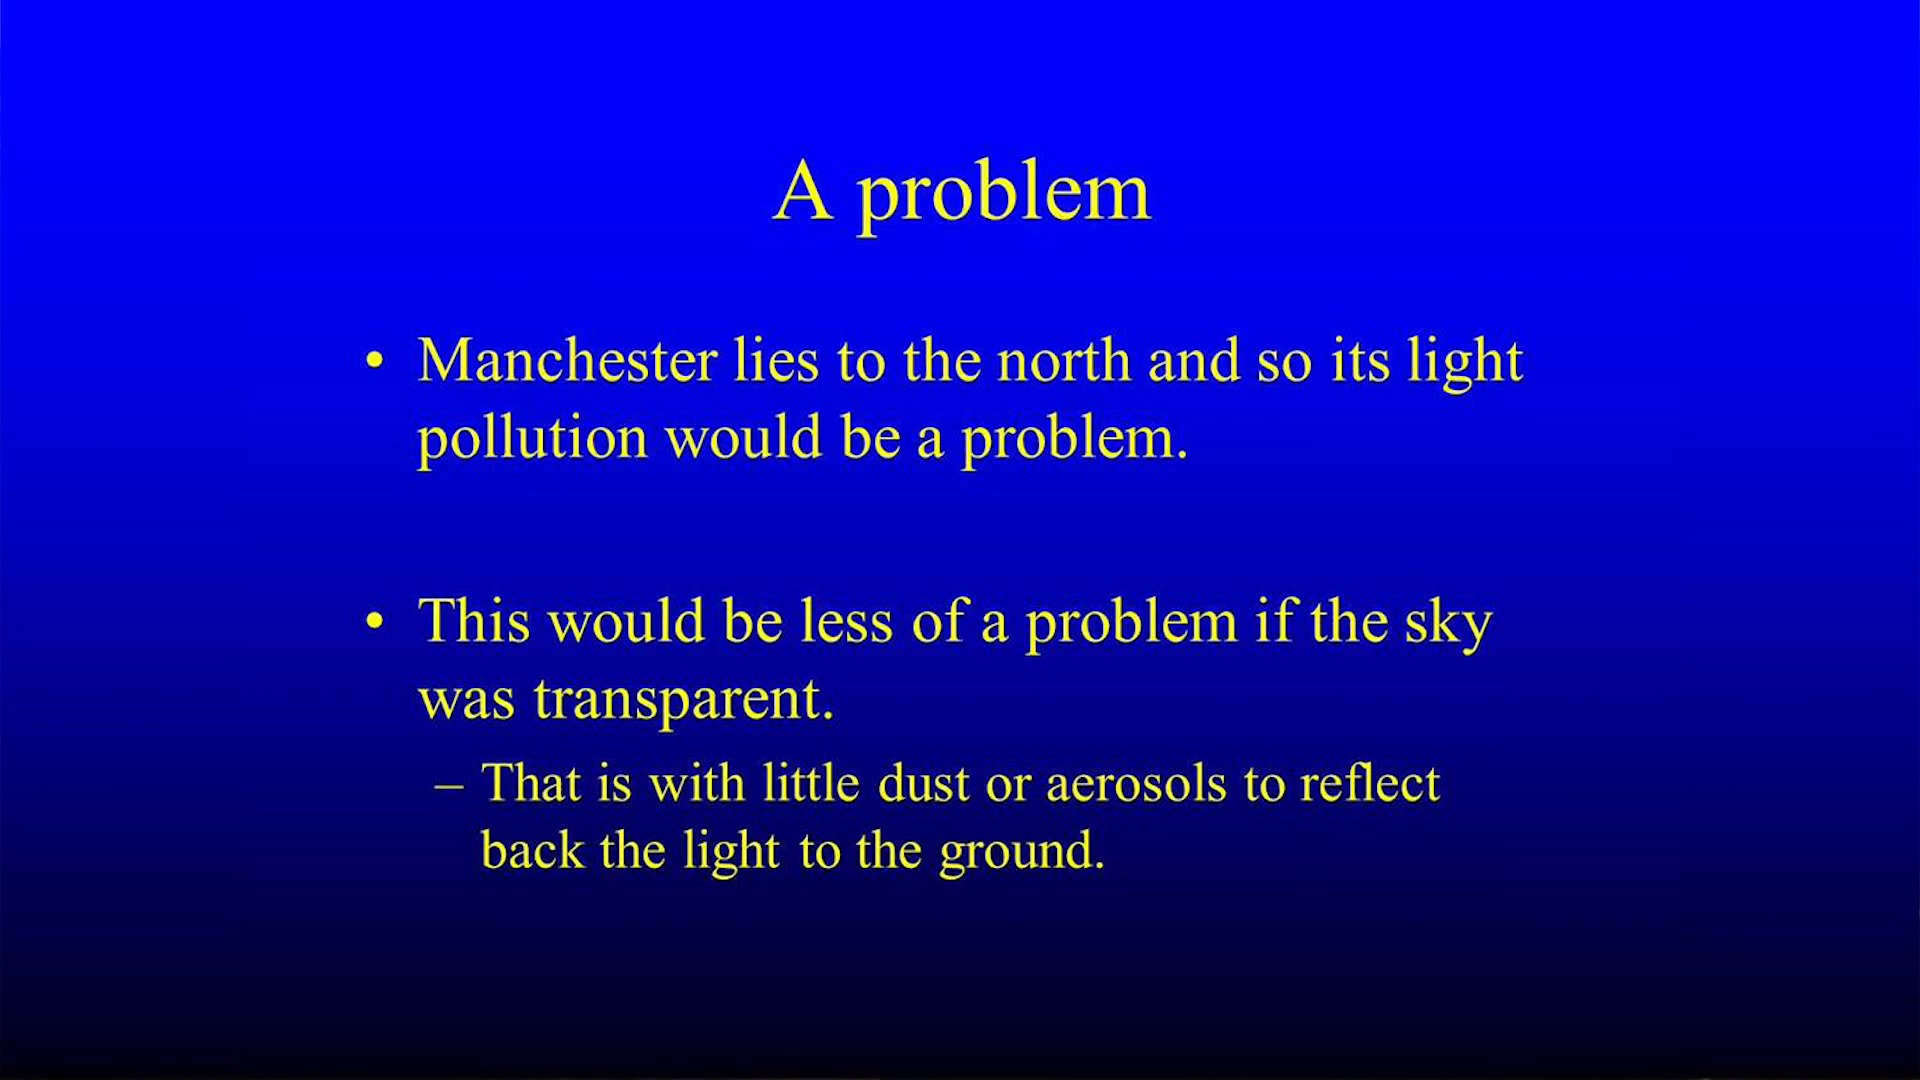 A problem
• Manchester lies to the north and so its light
pollution would be a problem.
• This would be less of a problem if the sky
was transparent.
– That is with little dust or aerosols to reflect
back the light to the ground.